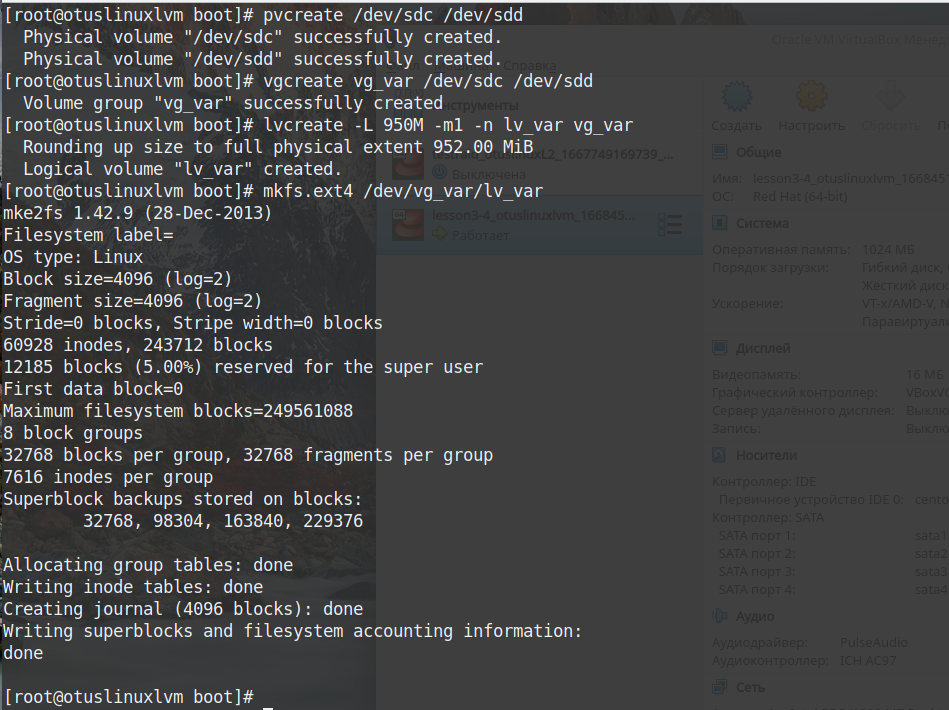 [root@otuslinuxlvm boot]# pvcreate /dev/sdc /dev/sdd
  Physical volume "/dev/sdc" successfully created.
  Physical volume "/dev/sdd" successfully created.
[root@otuslinuxlvm boot]# vgcreate vg_var /dev/sdc /dev/sdd
  Volume group "vg_var" successfully created
[root@otuslinuxlvm boot]# lvcreate -L 950M -m1 -n lv_var vg_var
  Rounding up size to full physical extent 952.00 MiB
  Logical volume "lv_var" created.
[root@otuslinuxlvm boot]# mkfs.ext4 /dev/vg_var/lv_var
mke2fs 1.42.9 (28-Dec-2013)
Filesystem label=
OS type: Linux
Block size=4096 (log=2)
Fragment size=4096 (log=2)
Stride=0 blocks, Stripe width=0 blocks
60928 inodes, 243712 blocks
12185 blocks (5.00%) reserved for the super user
First data block=0
Maximum filesystem blocks=249561088
8 block groups
32768 blocks per group, 32768 fragments per group
7616 inodes per group
Superblock backups stored on blocks:
        32768, 98304, 163840, 229376

Allocating group tables: done
Writing inode tables: done
Creating journal (4096 blocks): done
Writing superblocks and filesystem accounting information:
done

[root@otuslinuxlvm boot]#
Oracle VM VirtualBox
Справка
Создать Настроить Сбросить
testraid_otuslinuxL2_1667749169739_...
Выключена
lesson3-4_otuslinuxlvm_166845...
Работает
Общие
Имя: lesson3-4_otuslinuxlvm_166845
ОС: Red Hat (64-bit)
Система
Оперативная память: 1024 МБ
Порядок загрузки: Гибкий диск,
Жёсткий диск
Ускорение: VT-x/AMD-V, N
Паравиртуал
Дисплей
Видеопамять: 16 МБ
Графический контроллер: VBoxV
Сервер удалённого дисплея: Выклю
Запись: Выклю
Носители
Контроллер: IDE
Первичное устройство IDE 0: cento
Контроллер: SATA
SATA порт 1: sata1
SATA порт 2: sata2
SATA порт 3: sata3
SATA порт 4: sata4
Аудио
Аудиодрайвер: PulseAudio
Аудиоконтроллер: ICH AC97
Сеть